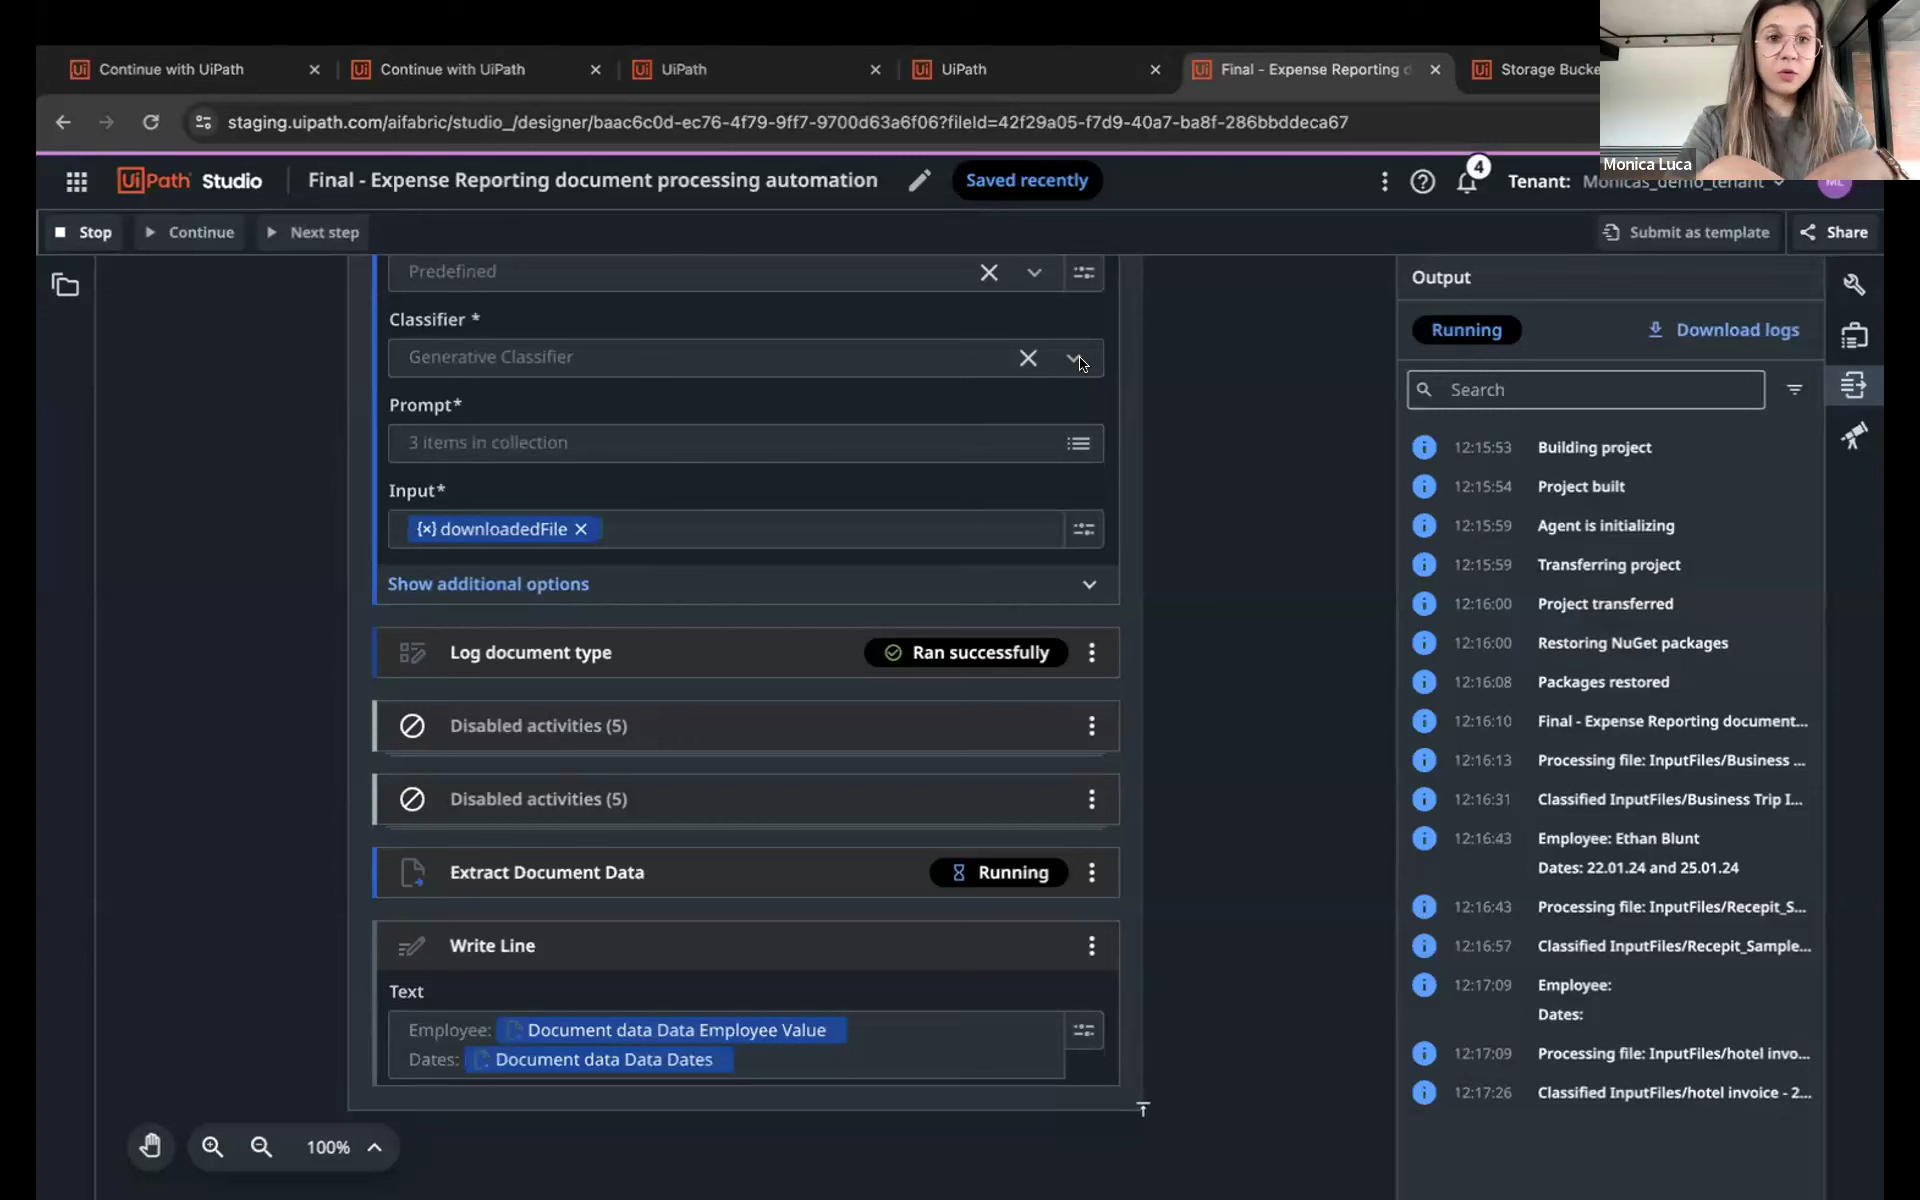 Continue with UiPath
Continue with UiPath
UiPath
UiPath
Final - Expense Reporting d
Storage Bucke
staging.uipath.com/aifabric/studio_/designer/baac6c0d-ec76-4f79-9ff7-9700d63a6f06?fileId=42f29a05-f7d9-40a7-ba8f-286bbddeca67
Monica Luca
UiPath Studio
Final - Expense Reporting document processing automation
Saved recently
4
Tenant: Monicas_demo_tenant
ML
Stop
Continue
Next step
Submit as template
Share
Predefined
Classifier *
Generative Classifier
Prompt*
3 items in collection
Input*
{×} downloadedFile
Show additional options
Log document type
Ran successfully
Disabled activities (5)
Disabled activities (5)
Extract Document Data
Running
Write Line
Text
Employee: Document data Data Employee Value
Dates: Document data Data Dates
100%
Output
Running
Download logs
Search
12:15:53 Building project
12:15:54 Project built
12:15:59 Agent is initializing
12:15:59 Transferring project
12:16:00 Project transferred
12:16:00 Restoring NuGet packages
12:16:08 Packages restored
12:16:10 Final - Expense Reporting document...
12:16:13 Processing file: InputFiles/Business ...
12:16:31 Classified InputFiles/Business Trip I...
12:16:43 Employee: Ethan Blunt
Dates: 22.01.24 and 25.01.24
12:16:43 Processing file: InputFiles/Recepit_S...
12:16:57 Classified InputFiles/Recepit_Sample...
12:17:09 Employee:
Dates:
12:17:09 Processing file: InputFiles/hotel invo...
12:17:26 Classified InputFiles/hotel invoice - 2...